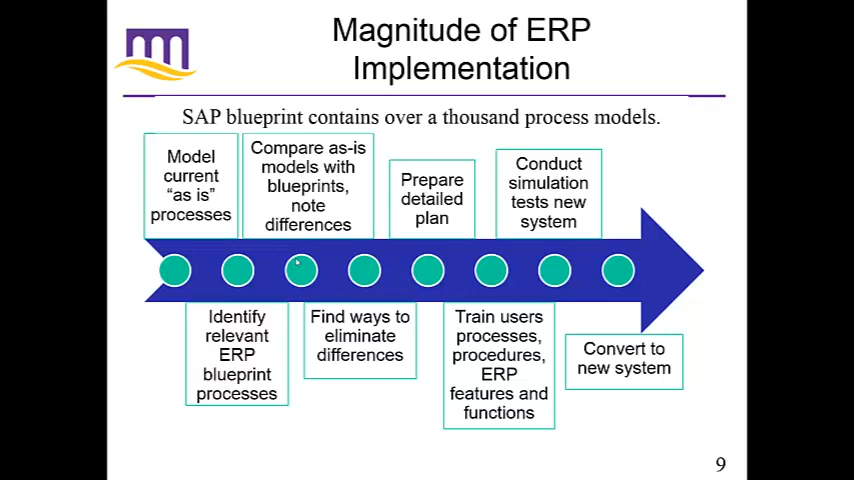 Magnitude of ERP
Implementation
SAP blueprint contains over a thousand process models.
Model
current
“as is”
processes
Identify
relevant
ERP
blueprint
processes
Compare as-is
models with
blueprints,
note
differences
Find ways to
eliminate
differences
Prepare
detailed
plan
Train users
processes,
procedures,
ERP
features and
functions
Conduct
simulation
tests new
system
Convert to
new system
9